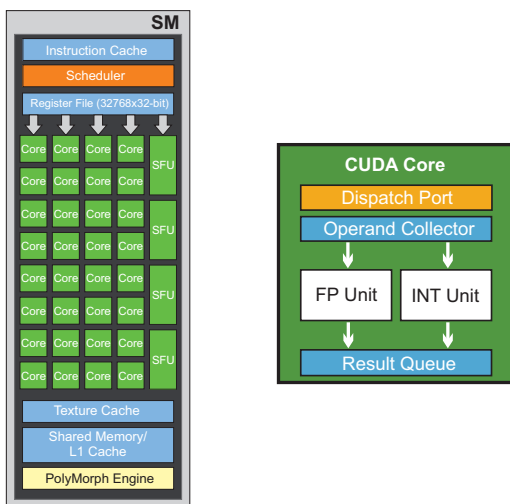 SM
Instruction Cache
Scheduler
Register File (32768x32-bit)
Core Core Core Core SFU
Core Core Core Core
Core Core Core Core SFU
Core Core Core Core
Core Core Core Core SFU
Core Core Core Core
Core Core Core Core SFU
Core Core Core Core
Texture Cache
Shared Memory/
L1 Cache
PolyMorph Engine
CUDA Core
Dispatch Port
Operand Collector
FP Unit INT Unit
Result Queue